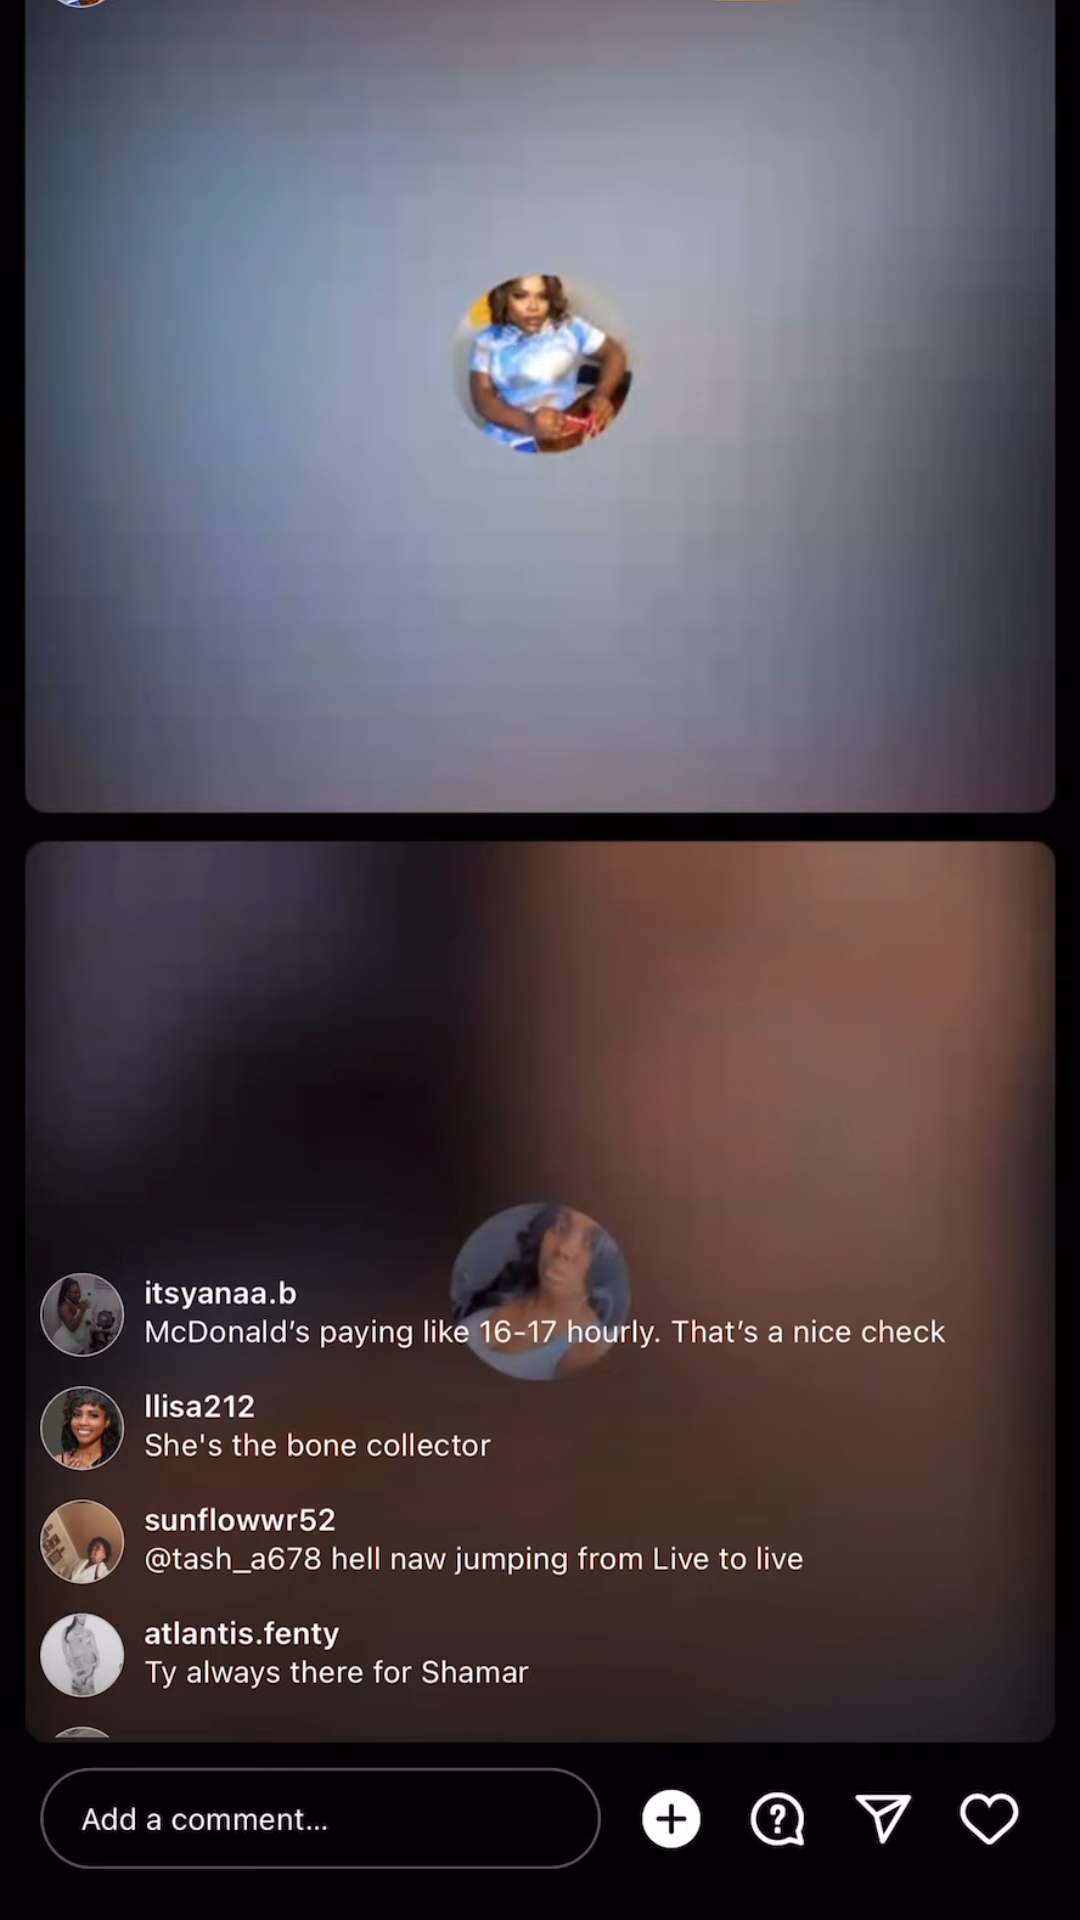 itsyanaa.b
McDonald’s paying like 16-17 hourly. That’s a nice check
llisa212
She's the bone collector
sunflowwr52
@tash_a678 hell naw jumping from Live to live
atlantis.fenty
Ty always there for Shamar
Add a comment...